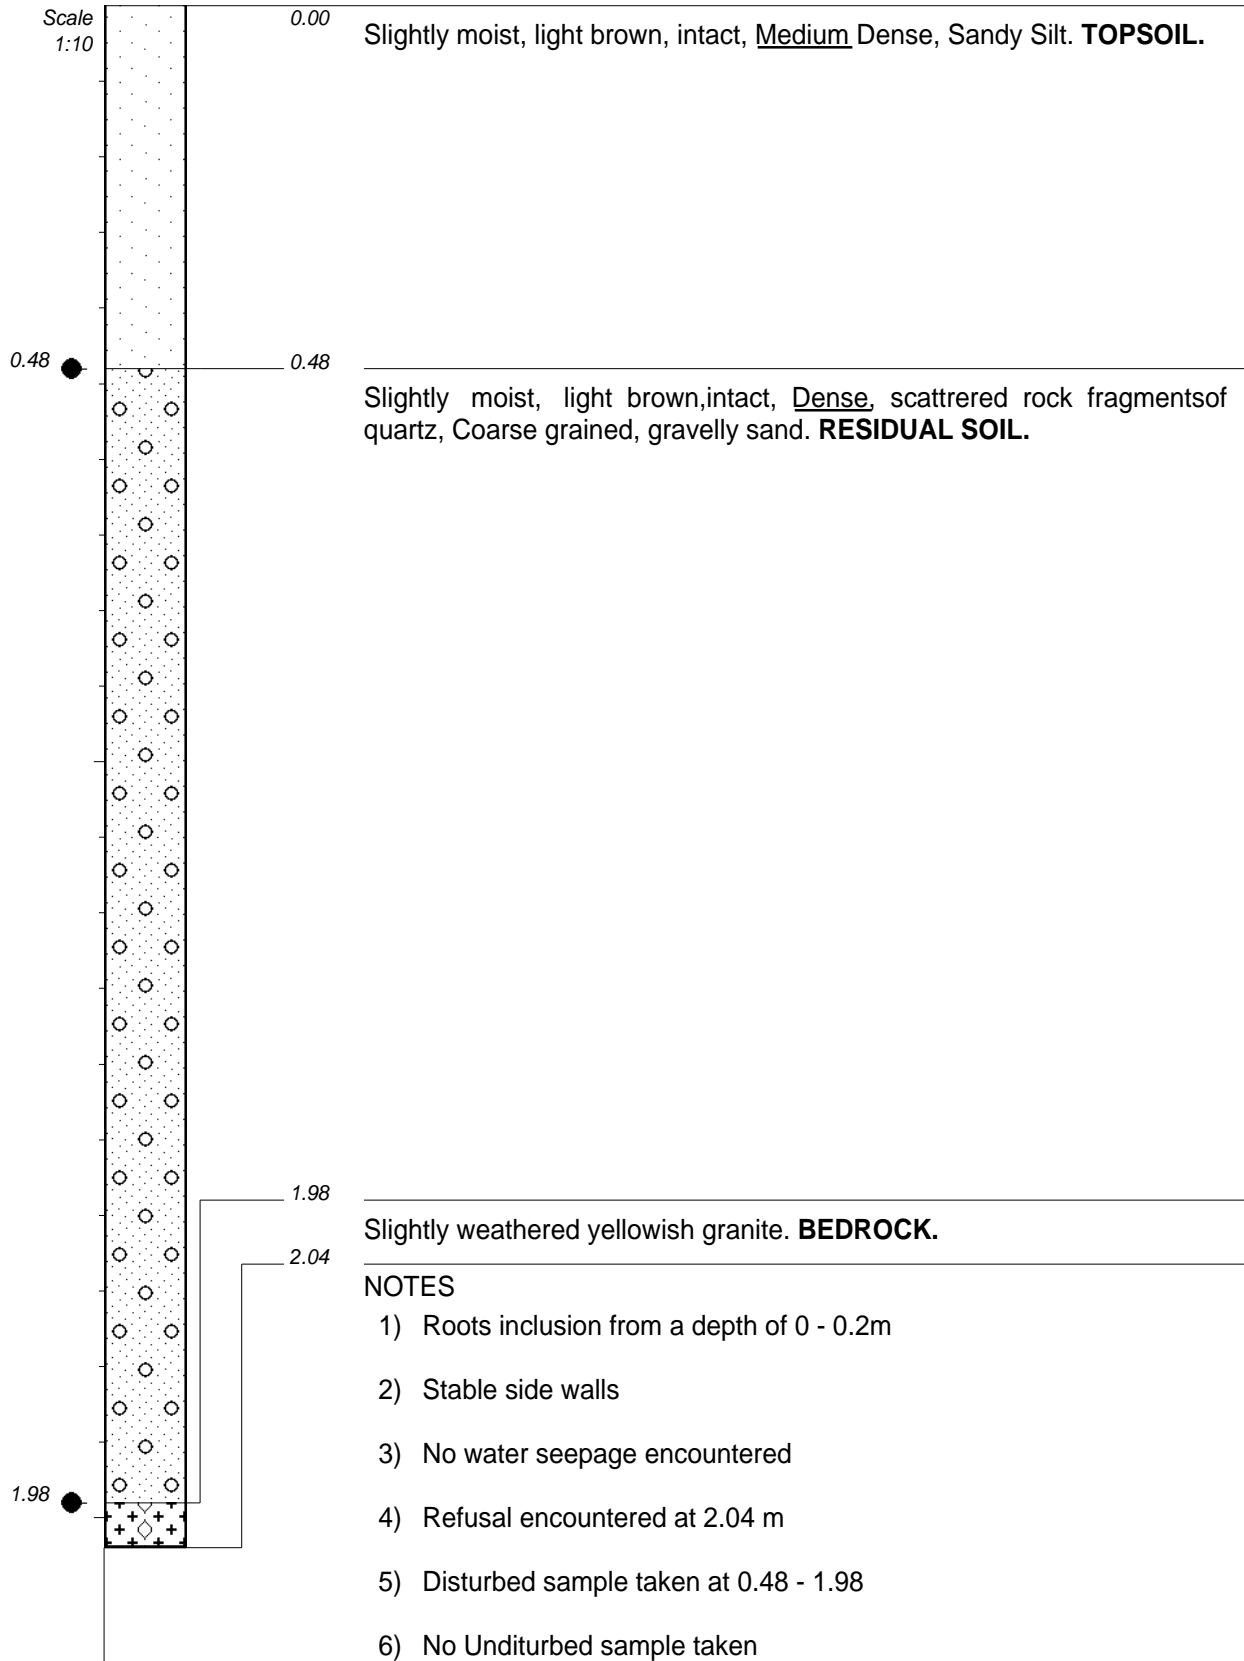 Scale
1:10
0.00
Slightly moist, light brown, intact, Medium Dense, Sandy Silt. TOPSOIL.
0.48
0.48
Slightly moist, light brown,intact, Dense, scattrered rock fragmentsof
quartz, Coarse grained, gravelly sand. RESIDUAL SOIL.
1.98
Slightly weathered yellowish granite. BEDROCK.
2.04
NOTES
1) Roots inclusion from a depth of 0 - 0.2m
2) Stable side walls
3) No water seepage encountered
1.98
4) Refusal encountered at 2.04 m
5) Disturbed sample taken at 0.48 - 1.98
6) No Unditurbed sample taken